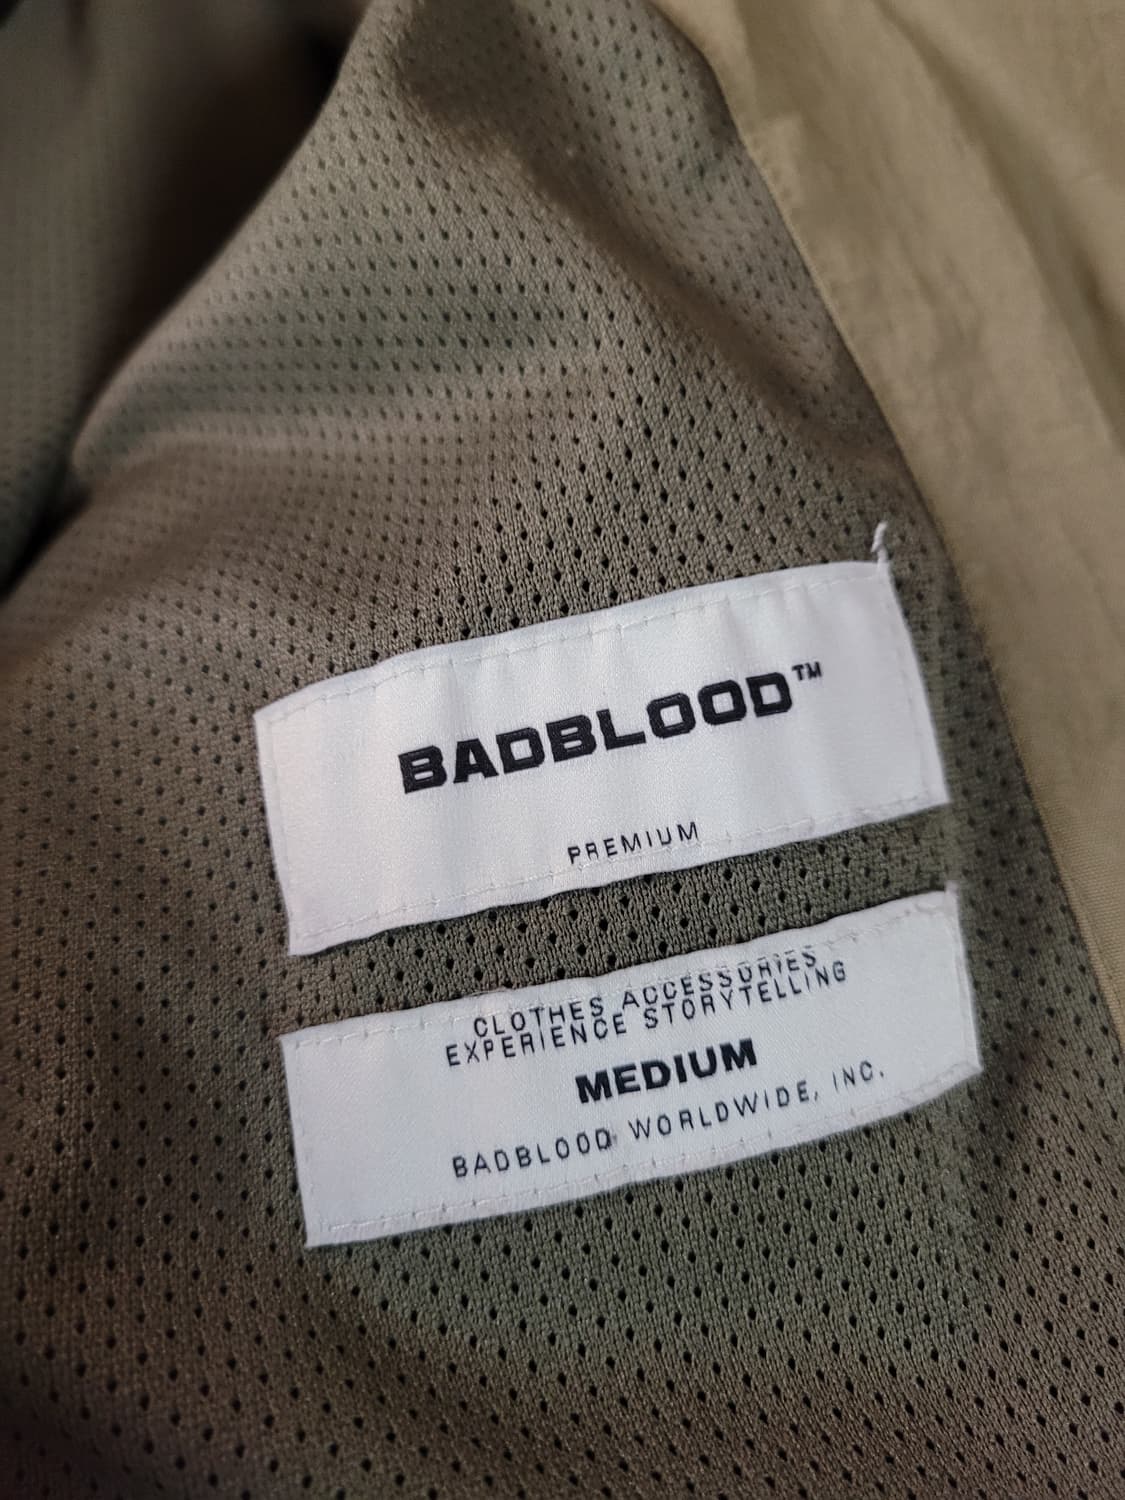 BADBLOOD™
PREMIUM
CLOTHES ACCESSORIES
EXPERIENCE STORYTELLING
MEDIUM
BADBLOOD WORLDWIDE, INC.